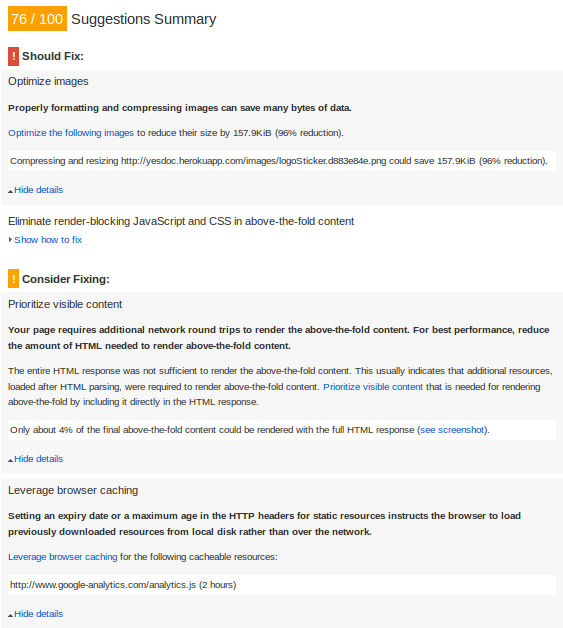 76 / 100 Suggestions Summary
! Should Fix:
Optimize images
Properly formatting and compressing images can save many bytes of data.
Optimize the following images to reduce their size by 157.9KiB (96% reduction).
Compressing and resizing http://yesdoc.herokuapp.com/images/logoSticker.d883e84e.png could save 157.9KiB (96% reduction).
Hide details
Eliminate render-blocking JavaScript and CSS in above-the-fold content
Show how to fix
! Consider Fixing:
Prioritize visible content
Your page requires additional network round trips to render the above-the-fold content. For best performance, reduce
the amount of HTML needed to render above-the-fold content.
The entire HTML response was not sufficient to render the above-the-fold content. This usually indicates that additional resources,
loaded after HTML parsing, were required to render above-the-fold content. Prioritize visible content that is needed for rendering
above-the-fold by including it directly in the HTML response.
Only about 4% of the final above-the-fold content could be rendered with the full HTML response (see screenshot).
Hide details
Leverage browser caching
Setting an expiry date or a maximum age in the HTTP headers for static resources instructs the browser to load
previously downloaded resources from local disk rather than over the network.
Leverage browser caching for the following cacheable resources:
http://www.google-analytics.com/analytics.js (2 hours)
Hide details